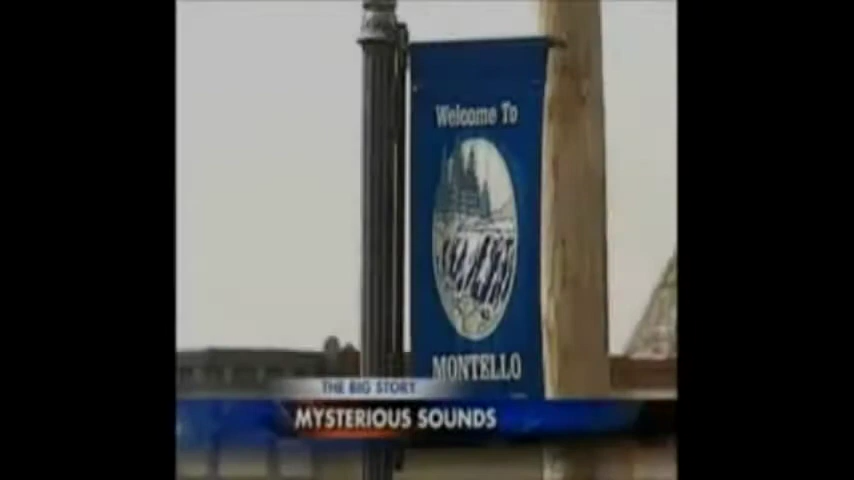 Welcome To
MONTELLO
THE BIG STORY
MYSTERIOUS SOUNDS